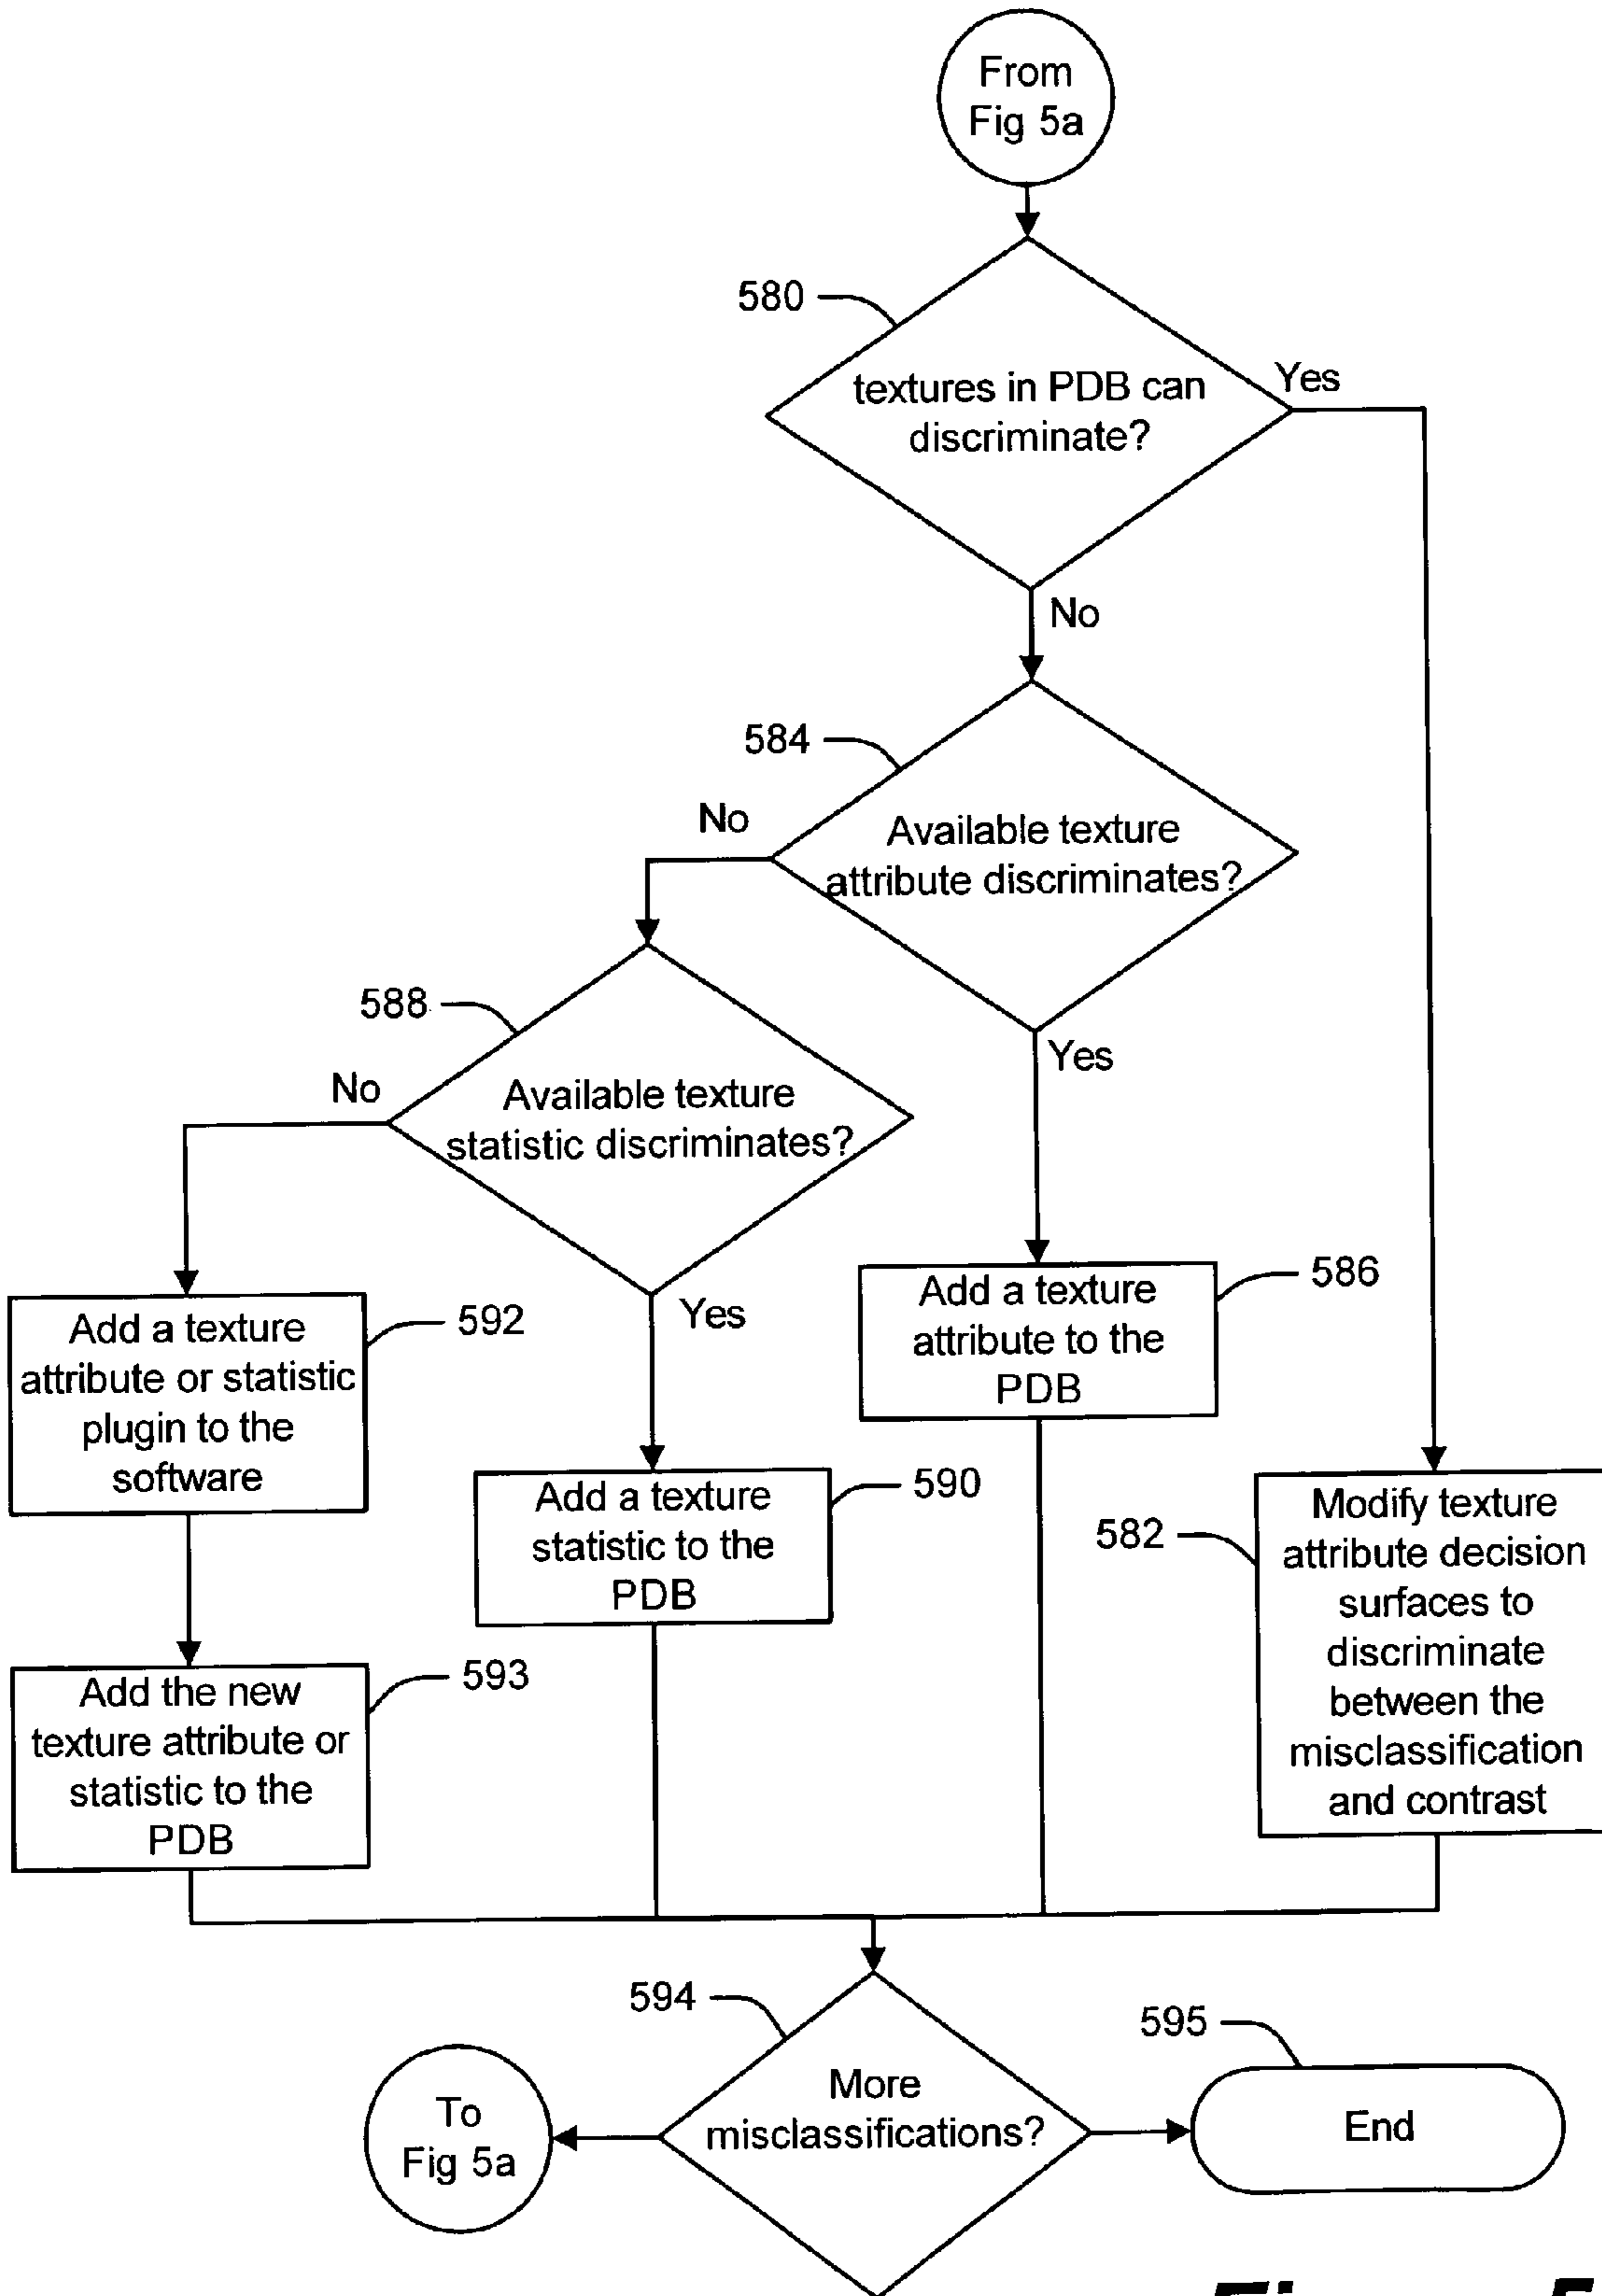 From
Fig 5a
580
textures in PDB can
discriminate?
Yes
No
584
Available texture
attribute discriminates?
No
Yes
588
Available texture
statistic discriminates?
No
Yes
586
Add a texture
attribute to the
PDB
592
Add a texture
attribute or statistic
plugin to the
software
590
Add a texture
statistic to the
PDB
582
Modify texture
attribute decision
surfaces to
discriminate
between the
misclassification
and contrast
593
Add the new
texture attribute or
statistic to the
PDB
594
More
misclassifications?
To
Fig 5a
595
End